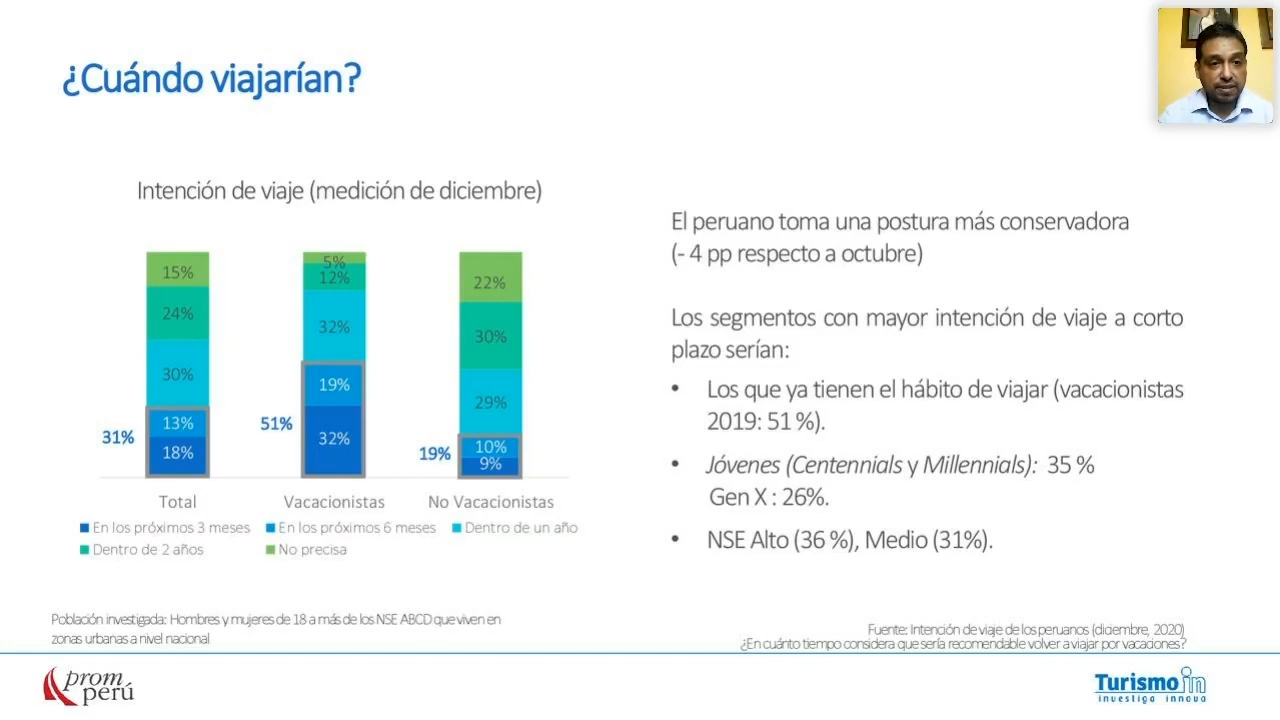 ¿Cuándo viajarían?
Intención de viaje (medición de diciembre)
15%
24%
30%
13%
18%
31%
Total
5%
12%
32%
19%
32%
51%
Vacacionistas
22%
30%
29%
10%
9%
19%
No Vacacionistas
En los próximos 3 meses
En los próximos 6 meses
Dentro de un año
Dentro de 2 años
No precisa
El peruano toma una postura más conservadora
(- 4 pp respecto a octubre)
Los segmentos con mayor intención de viaje a corto
plazo serían:
• Los que ya tienen el hábito de viajar (vacacionistas
2019: 51 %).
• Jóvenes (Centennials y Millennials): 35 %
Gen X : 26%.
• NSE Alto (36 %), Medio (31%).
Población investigada: Hombres y mujeres de 18 a más de los NSE ABCD que viven en
zonas urbanas a nivel nacional
Fuente: Intención de viaje de los peruanos (diciembre, 2020)
¿En cuánto tiempo considera que sería recomendable volver a viajar por vacaciones?
prom
perú
Turismo in
investiga innova